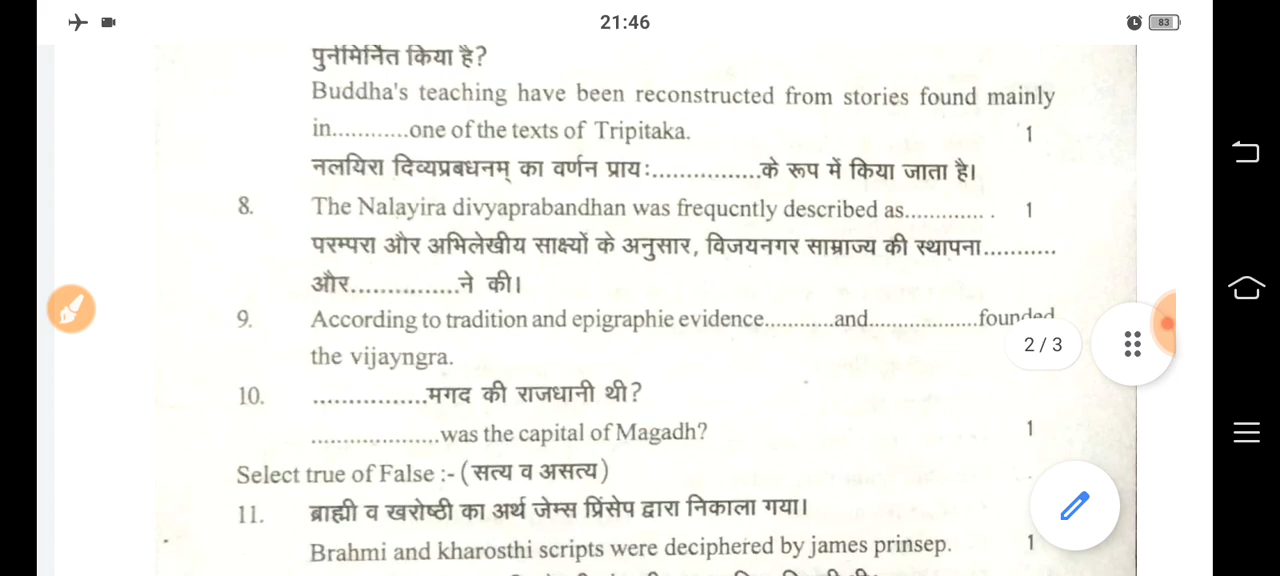 21:46
83
पुर्नमिर्नित किया है?
Buddha's teaching have been reconstructed from stories found mainly
in............one of the texts of Tripitaka. 1
नलयिरा दिव्यप्रबधनम् का वर्णन प्राय:................के रूप में किया जाता है।
8. The Nalayira divyaprabandhan was frequcntly described as............. . 1
परम्परा और अभिलेखीय साक्ष्यों के अनुसार, विजयनगर साम्राज्य की स्थापना...........
और................ने की।
9. According to tradition and epigraphie evidence............and...................founded
2 / 3
the vijayngra.
10. .................मगद की राजधानी थी?
.....................was the capital of Magadh? 1
Select true of False :- (सत्य व असत्य)
11. ब्राह्मी व खरोष्ठी का अर्थ जेम्स प्रिंसेप द्वारा निकाला गया।
Brahmi and kharosthi scripts were deciphered by james prinsep. 1